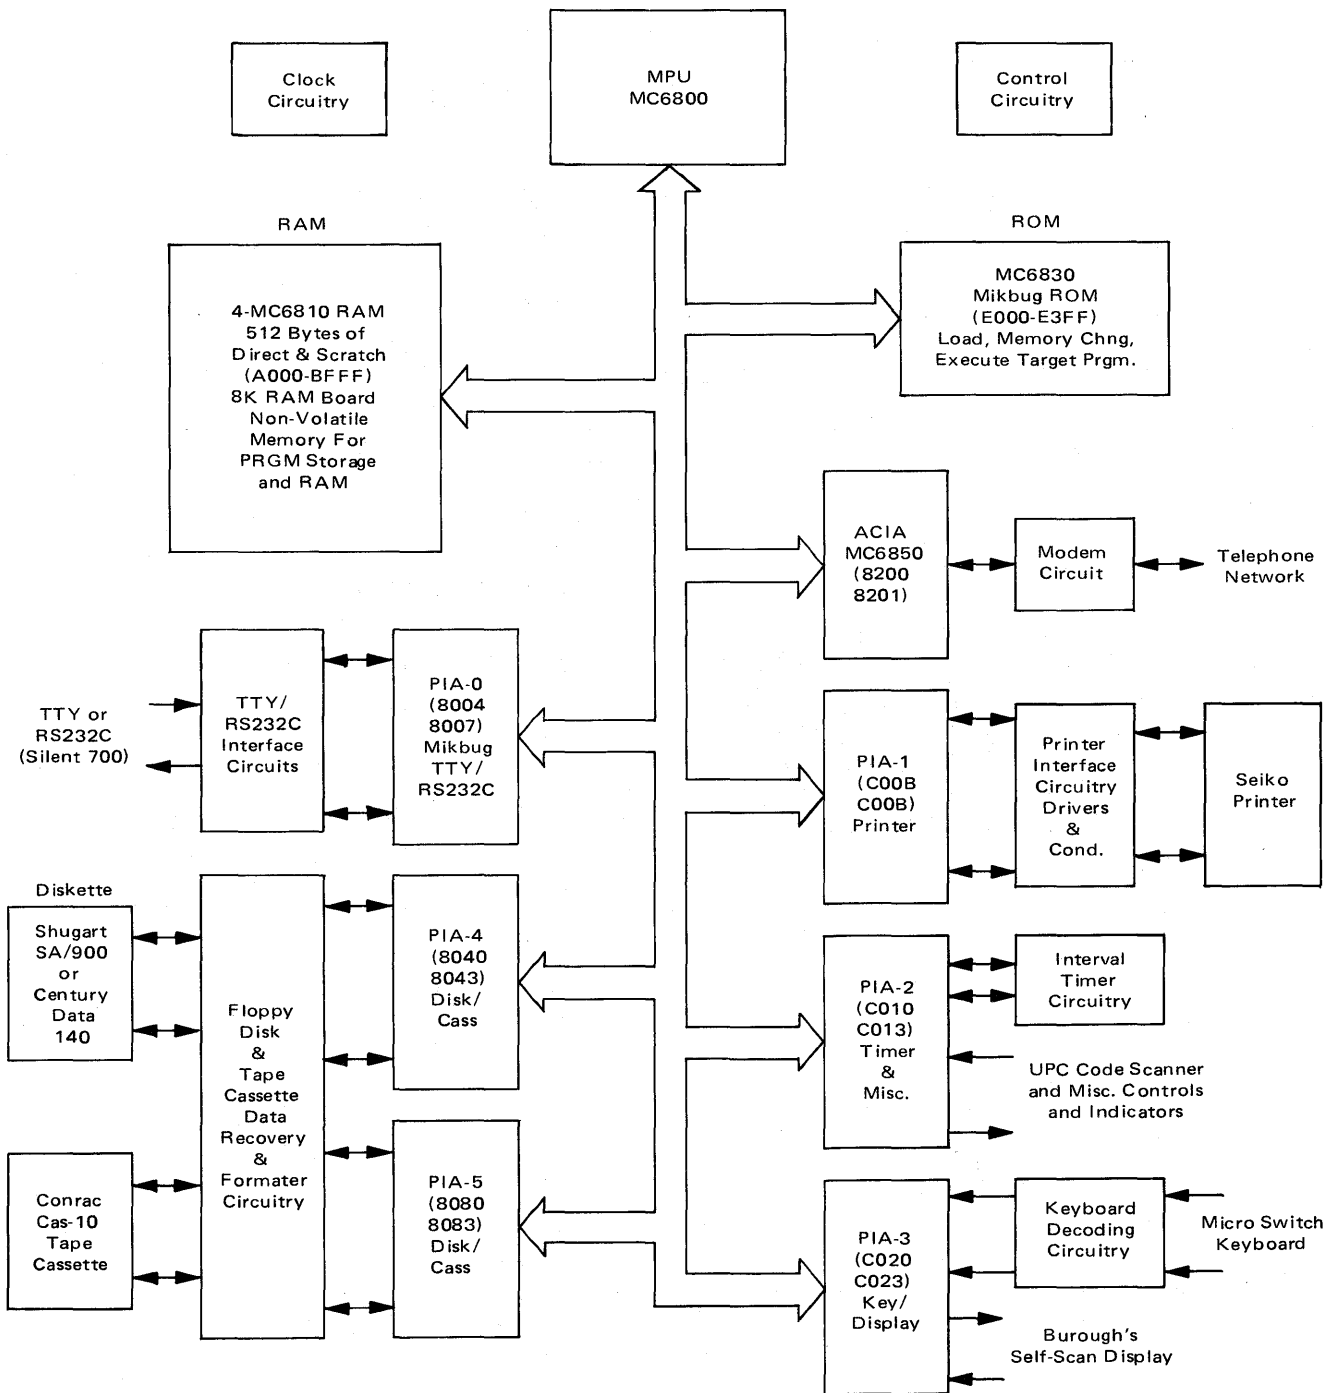 Clock
Circuitry
MPU
MC6800
Control
Circuitry
RAM
4-MC6810 RAM
512 Bytes of
Direct & Scratch
(A000-BFFF)
8K RAM Board
Non-Volatile
Memory For
PRGM Storage
and RAM
ROM
MC6830
Mikbug ROM
(E000-E3FF)
Load, Memory Chng,
Execute Target Prgm.
ACIA
MC6850
(8200
8201)
Modem
Circuit
Telephone
Network
TTY or
RS232C
(Silent 700)
TTY/
RS232C
Interface
Circuits
PIA-0
(8004
8007)
Mikbug
TTY/
RS232C
PIA-1
(C00B
C00B)
Printer
Printer
Interface
Circuitry
Drivers
&
Cond.
Seiko
Printer
Diskette
Shugart
SA/900
or
Century
Data
140
Floppy
Disk
&
Tape
Cassette
Data
Recovery
&
Formater
Circuitry
PIA-4
(8040
8043)
Disk/
Cass
PIA-2
(C010
C013)
Timer
&
Misc.
Interval
Timer
Circuitry
UPC Code Scanner
and Misc. Controls
and Indicators
Conrac
Cas-10
Tape
Cassette
PIA-5
(8080
8083)
Disk/
Cass
PIA-3
(C020
C023)
Key/
Display
Keyboard
Decoding
Circuitry
Micro Switch
Keyboard
Burough's
Self-Scan Display